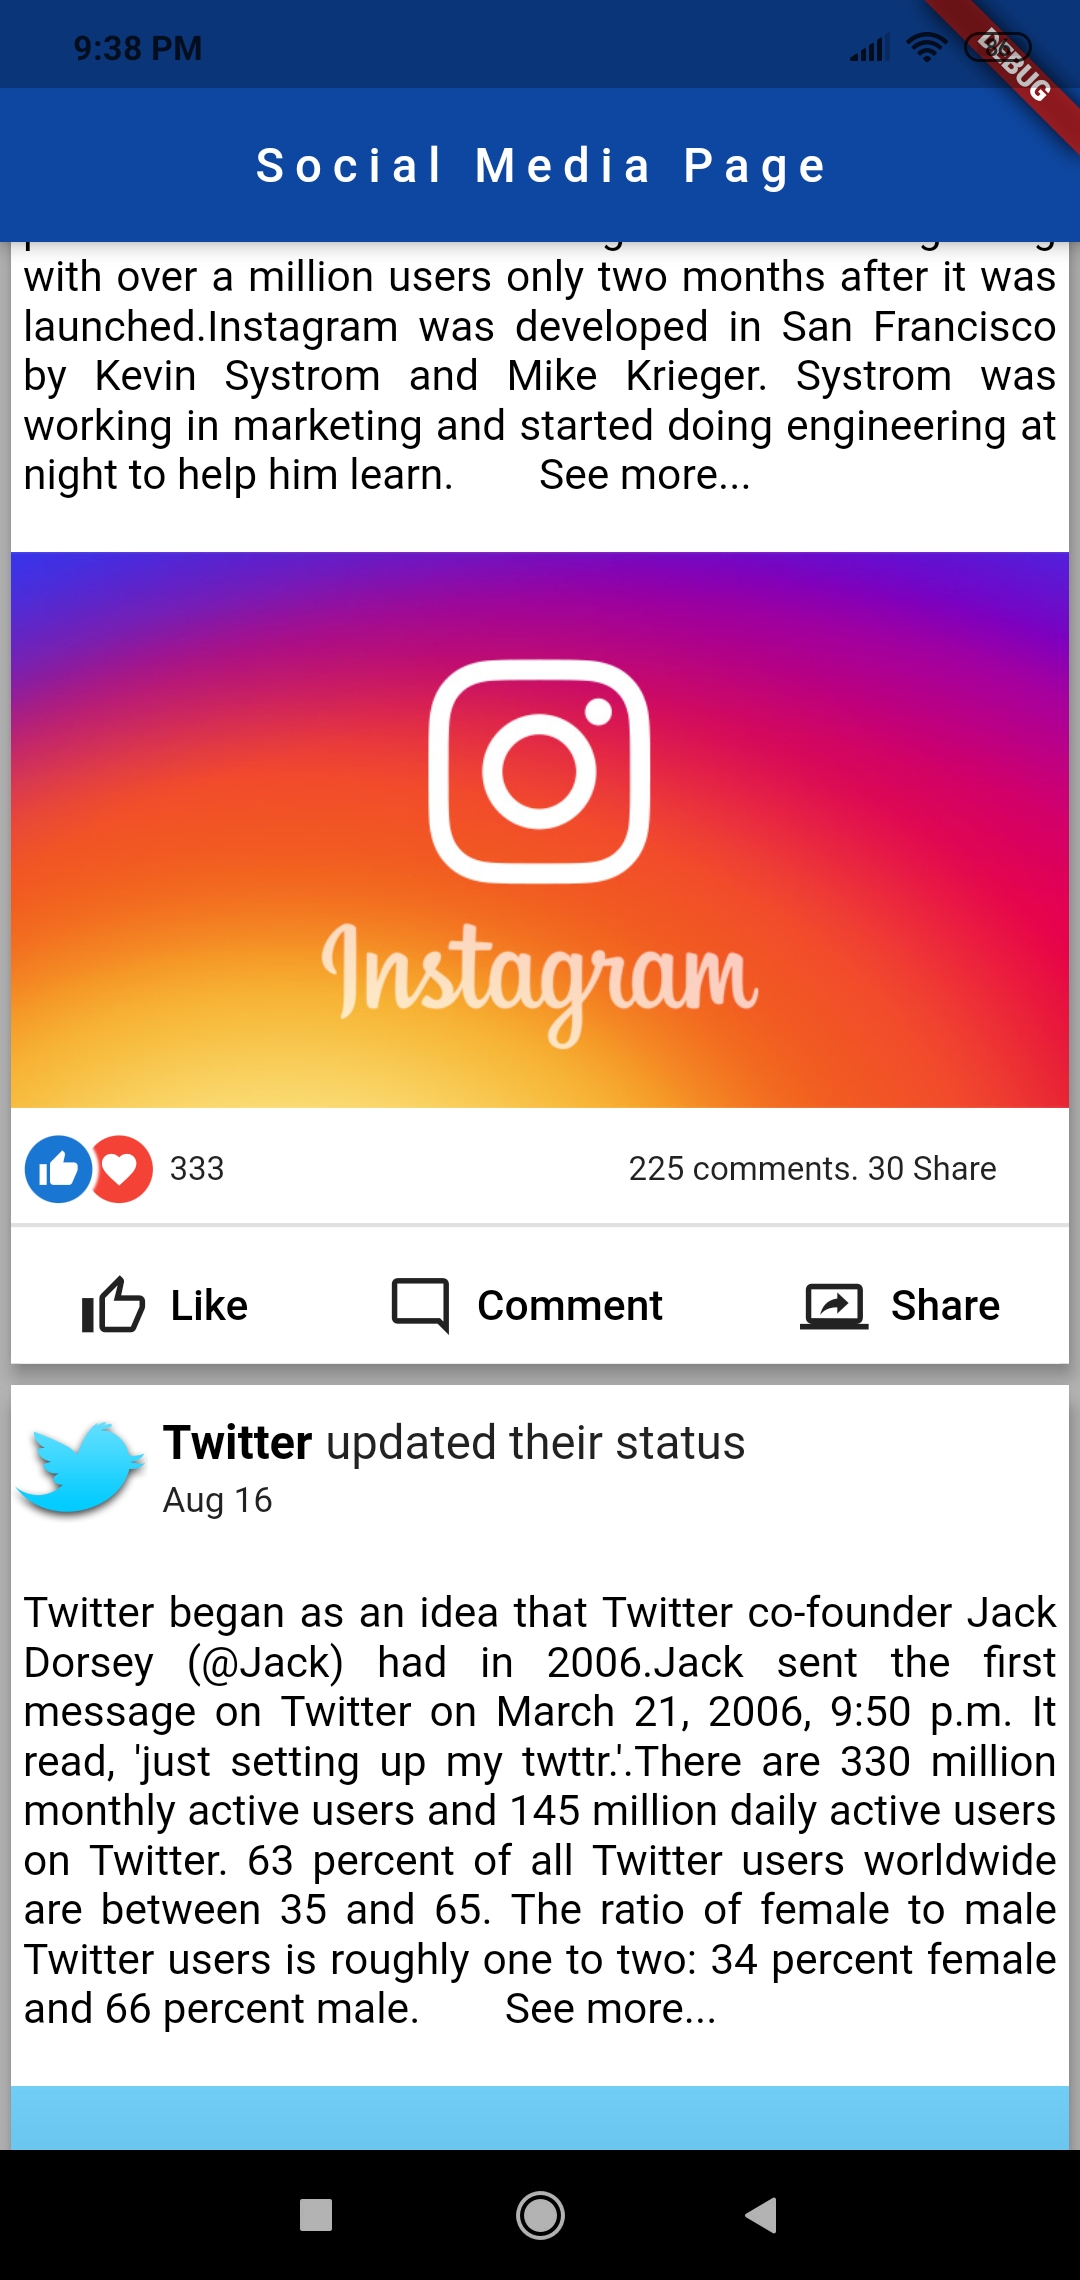 9:38 PM
DEBUG
Social Media Page
with over a million users only two months after it was
launched.Instagram was developed in San Francisco
by Kevin Systrom and Mike Krieger. Systrom was
working in marketing and started doing engineering at
night to help him learn. See more...
Instagram
333
225 comments. 30 Share
Like
Comment
Share
Twitter updated their status
Aug 16
Twitter began as an idea that Twitter co-founder Jack
Dorsey (@Jack) had in 2006.Jack sent the first
message on Twitter on March 21, 2006, 9:50 p.m. It
read, 'just setting up my twttr.'.There are 330 million
monthly active users and 145 million daily active users
on Twitter. 63 percent of all Twitter users worldwide
are between 35 and 65. The ratio of female to male
Twitter users is roughly one to two: 34 percent female
and 66 percent male. See more...